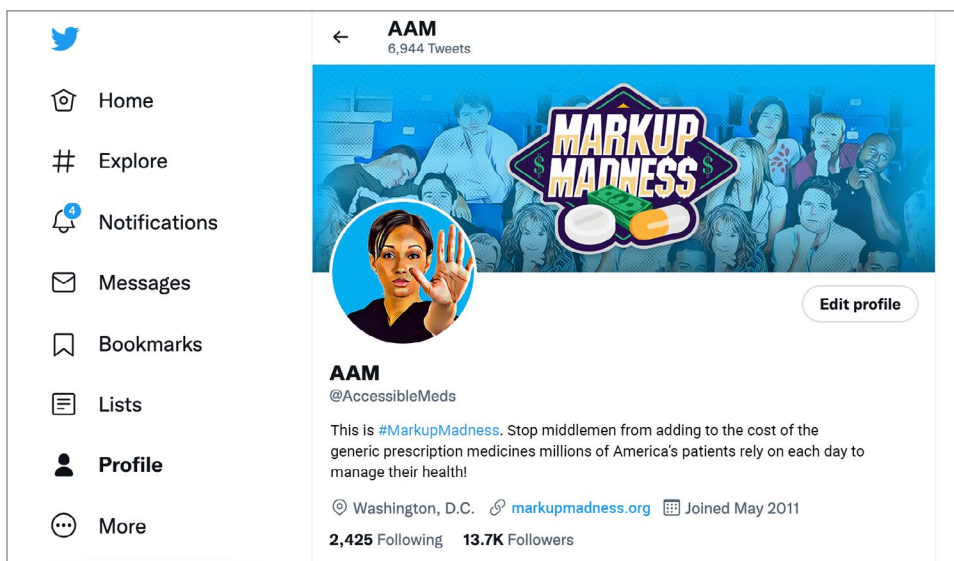 AAM
6,944 Tweets
Home
Explore
4
Notifications
Messages
Bookmarks
Lists
Profile
More
MARKUP
MADNE$$
$ $
Edit profile
AAM
@AccessibleMeds
This is #MarkupMadness. Stop middlemen from adding to the cost of the
generic prescription medicines millions of America's patients rely on each day to
manage their health!
Washington, D.C. markupmadness.org Joined May 2011
2,425 Following 13.7K Followers